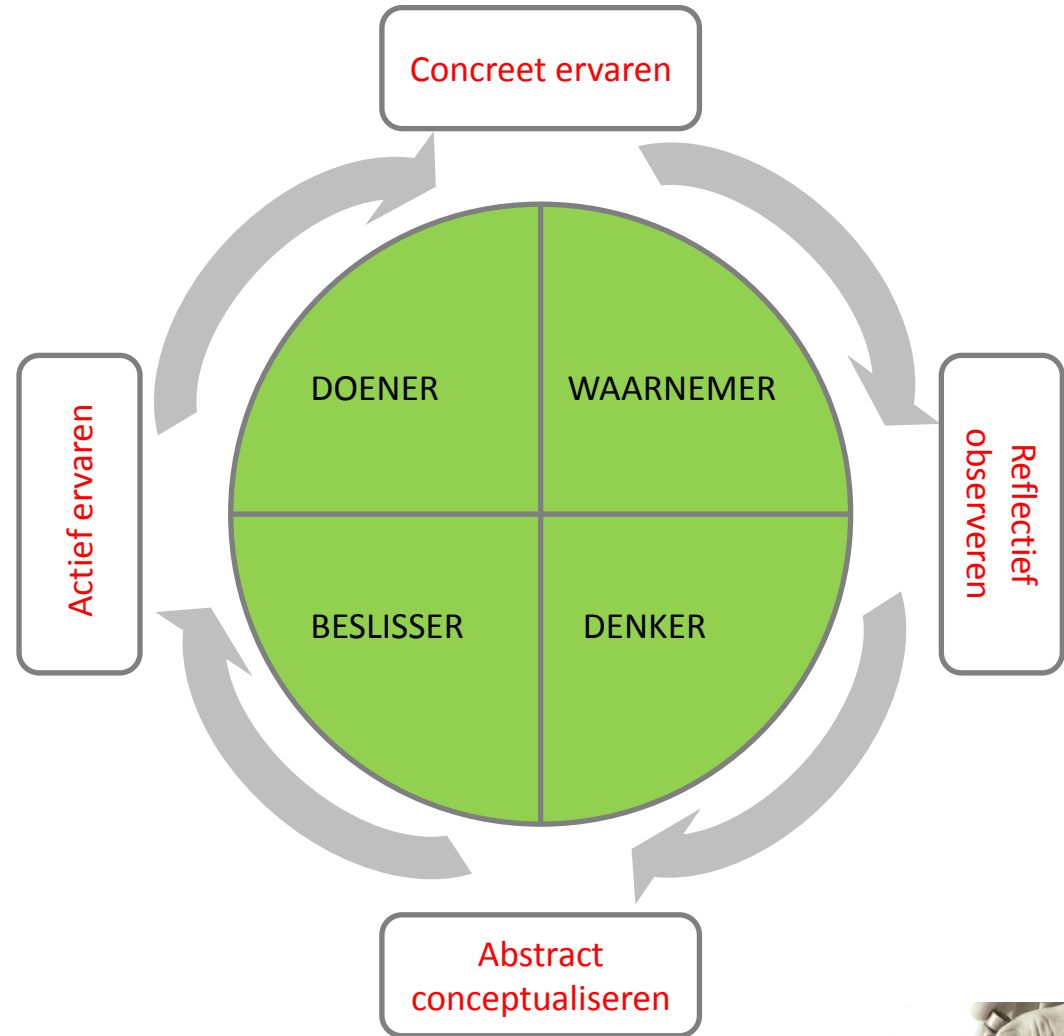 Concreet ervaren
DOENER
WAARNEMER
Actief ervaren
Reflectief
observeren
BESLISSER
DENKER
Abstract
conceptualiseren